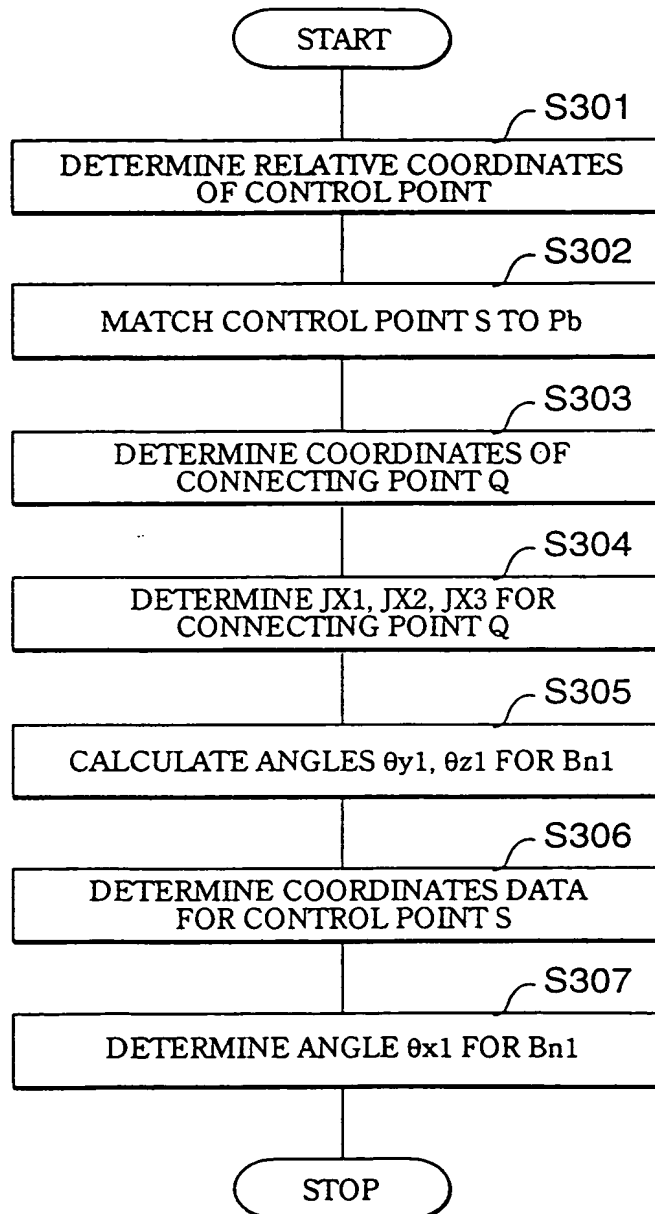 START
S301
DETERMINE RELATIVE COORDINATES
OF CONTROL POINT
S302
MATCH CONTROL POINT S TO Pb
S303
DETERMINE COORDINATES OF
CONNECTING POINT Q
S304
DETERMINE JX1, JX2, JX3 FOR
CONNECTING POINT Q
S305
CALCULATE ANGLES θy1, θz1 FOR Bn1
S306
DETERMINE COORDINATES DATA
FOR CONTROL POINT S
S307
DETERMINE ANGLE θx1 FOR Bn1
STOP